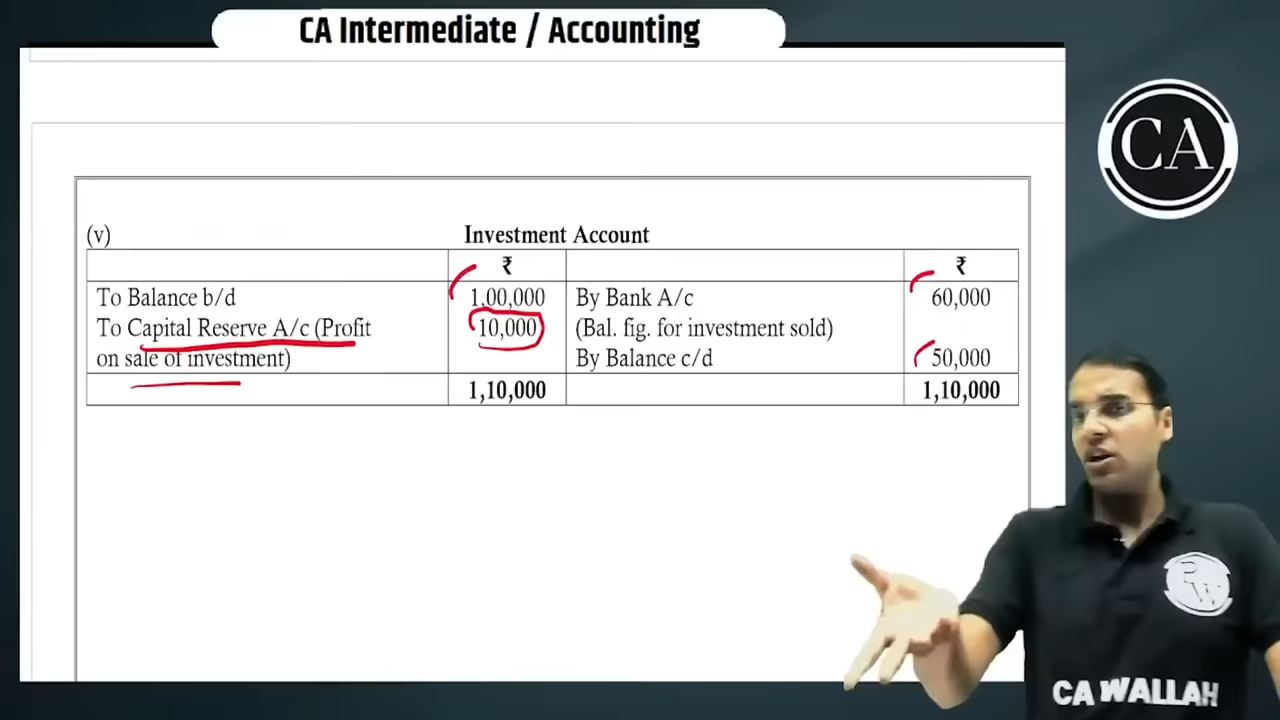 CA Intermediate / Accounting
CA
(v) Investment Account
₹ ₹
To Balance b/d 1,00,000 By Bank A/c 60,000
To Capital Reserve A/c (Profit 10,000 (Bal. fig. for investment sold)
on sale of investment) By Balance c/d 50,000
1,10,000 1,10,000
PW
CA WALLAH